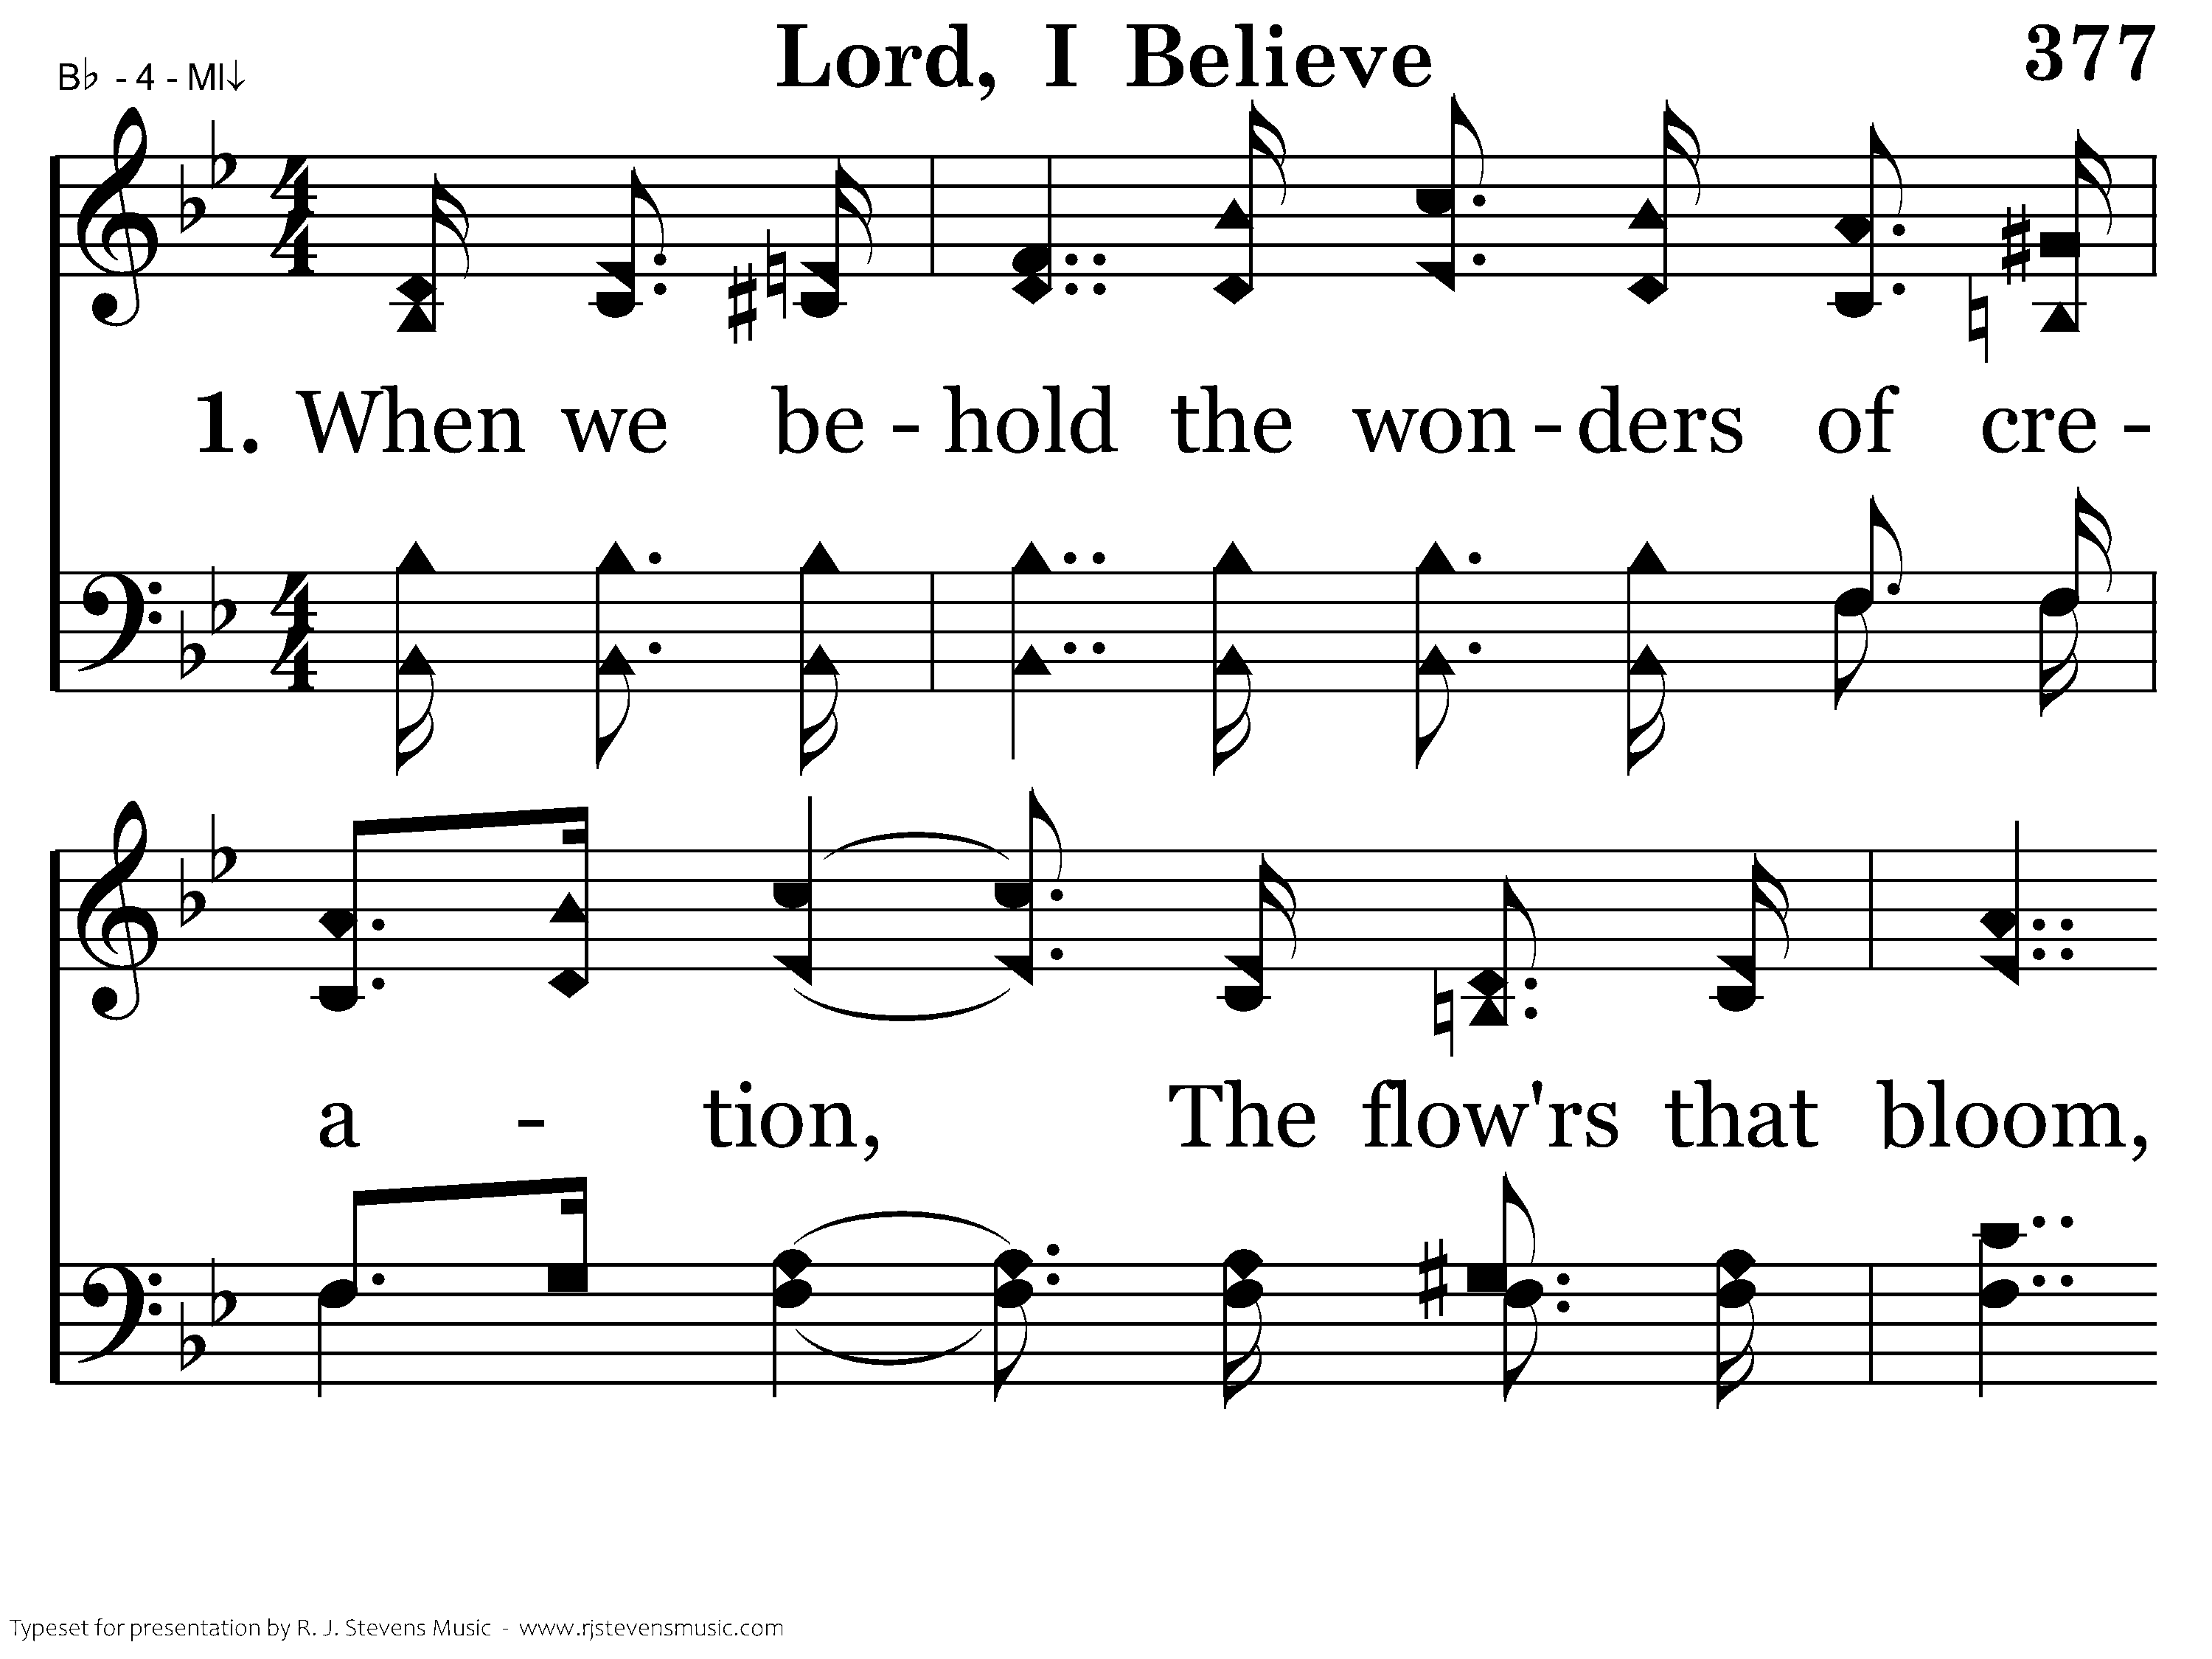 Lord, I Believe 377
B♭ - 4 - MI↓
1. When we be - hold the won - ders of cre -
a - tion, The flow'rs that bloom,
Typeset for presentation by R. J. Stevens Music - www.rjstevensmusic.com